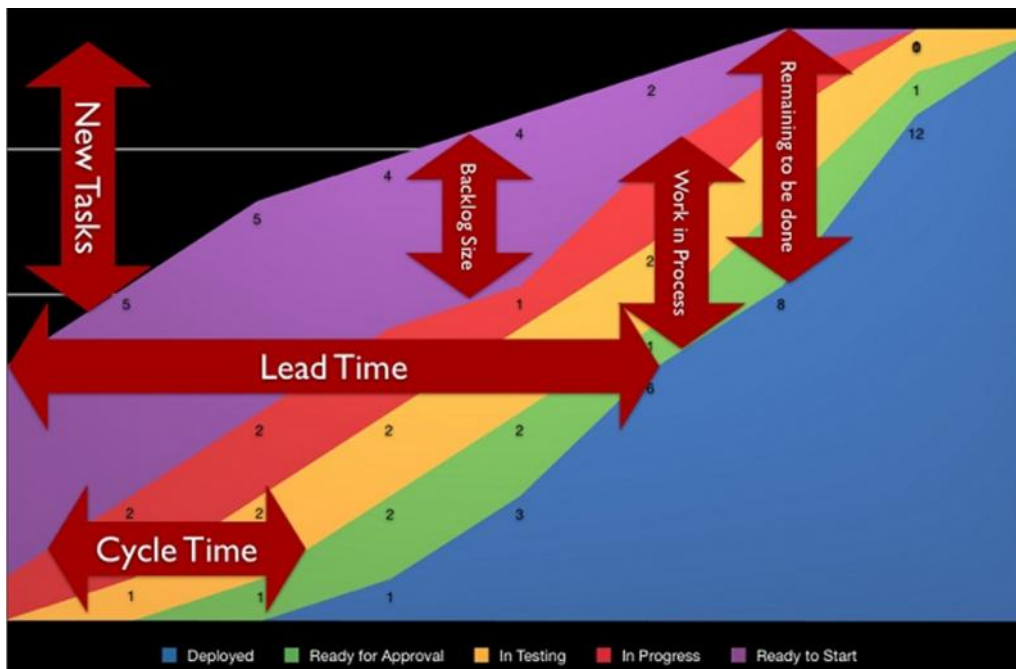 New Tasks
Backlog Size
Work in Process
Remaining to be done
Lead Time
Cycle Time
2
4
4
5
5
1
2
8
1
12
1
6
2
2
2
2
2
2
3
1
1
1
Deployed
Ready for Approval
In Testing
In Progress
Ready to Start